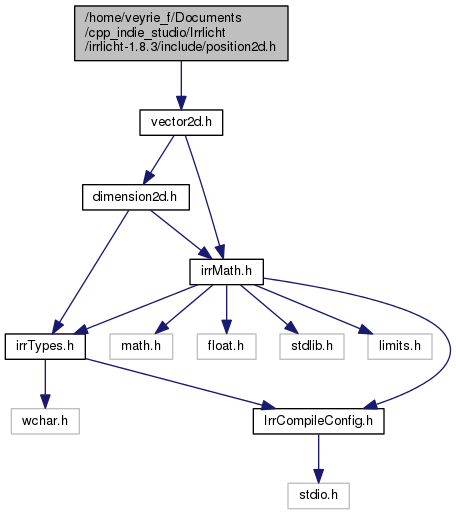 /home/veyrie_f/Documents
/cpp_indie_studio/Irrlicht
/irrlicht-1.8.3/include/position2d.h
vector2d.h
dimension2d.h
irrMath.h
irrTypes.h
math.h
float.h
stdlib.h
limits.h
wchar.h
IrrCompileConfig.h
stdio.h